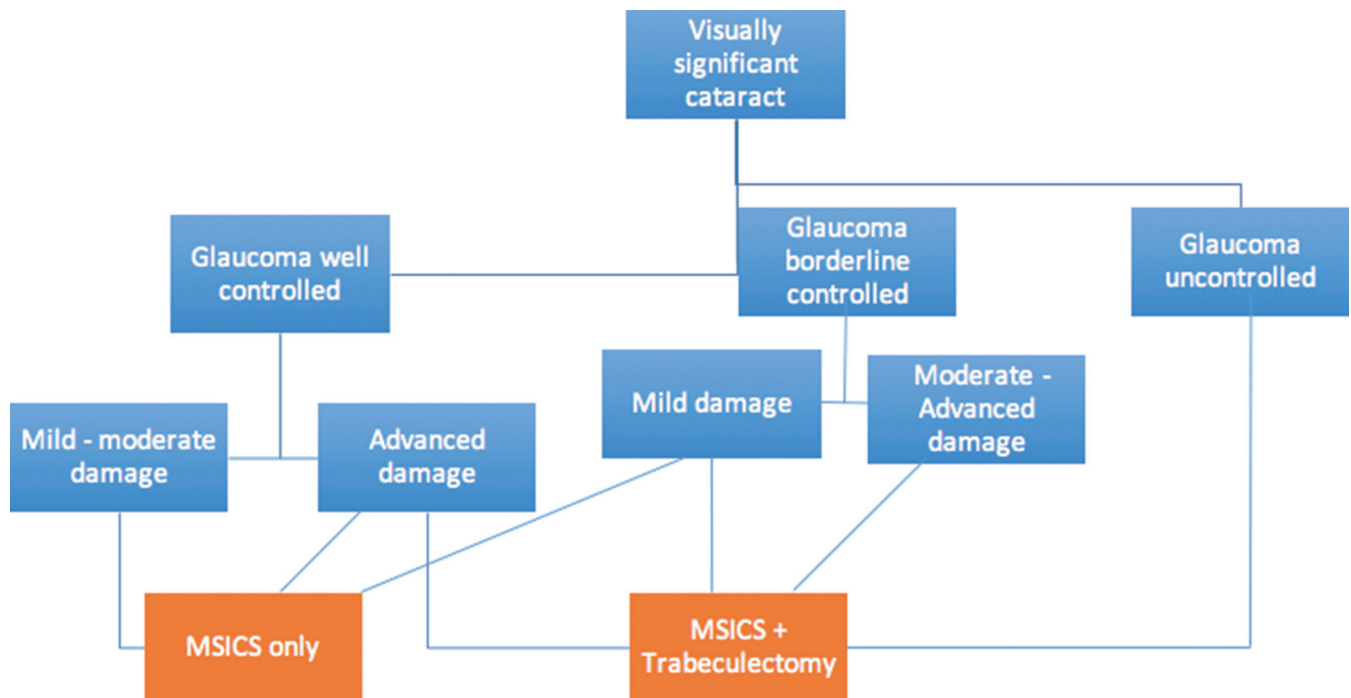 Visually
significant
cataract
Glaucoma well
controlled
Glaucoma
borderline
controlled
Glaucoma
uncontrolled
Mild - moderate
damage
Advanced
damage
Mild damage
Moderate -
Advanced
damage
MSICS only
MSICS +
Trabeculectomy